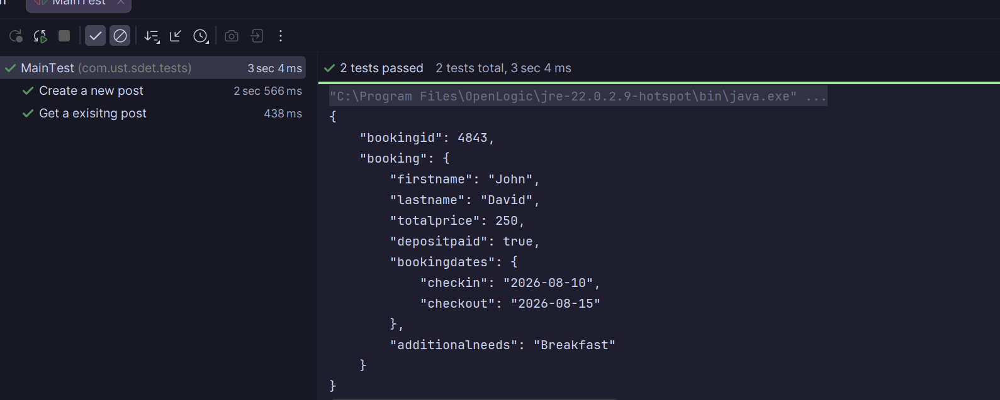 MainTest
MainTest (com.ust.sdet.tests) 3 sec 4 ms
Create a new post 2 sec 566 ms
Get a exisitng post 438 ms
2 tests passed 2 tests total, 3 sec 4 ms
"C:\Program Files\OpenLogic\jre-22.0.2.9-hotspot\bin\java.exe" ...
{
"bookingid": 4843,
"booking": {
"firstname": "John",
"lastname": "David",
"totalprice": 250,
"depositpaid": true,
"bookingdates": {
"checkin": "2026-08-10",
"checkout": "2026-08-15"
},
"additionalneeds": "Breakfast"
}
}